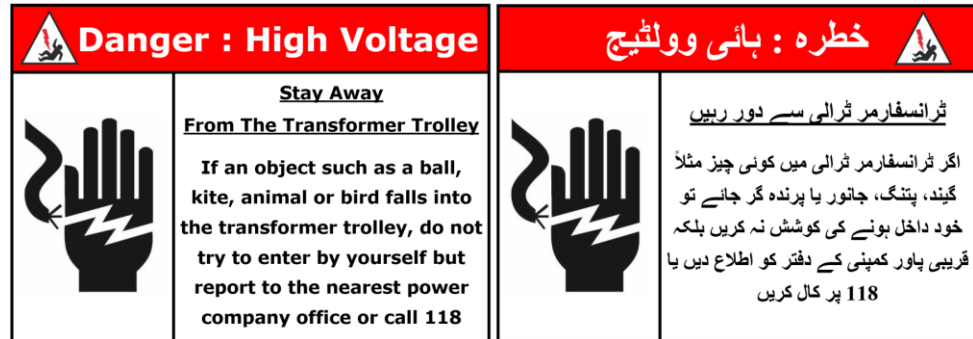 Danger : High Voltage
Stay Away
From The Transformer Trolley
If an object such as a ball,
kite, animal or bird falls into
the transformer trolley, do not
try to enter by yourself but
report to the nearest power
company office or call 118
خطرہ : ہائی وولٹیج
ٹرانسفارمر ٹرالی سے دور رہیں
اگر ٹرانسفارمر ٹرالی میں کوئی چیز مثلاً
گیند، پتنگ، جانور یا پرندہ گر جائے تو
خود داخل ہونے کی کوشش نہ کریں بلکہ
قریبی پاور کمپنی کے دفتر کو اطلاع دیں یا
118 پر کال کریں